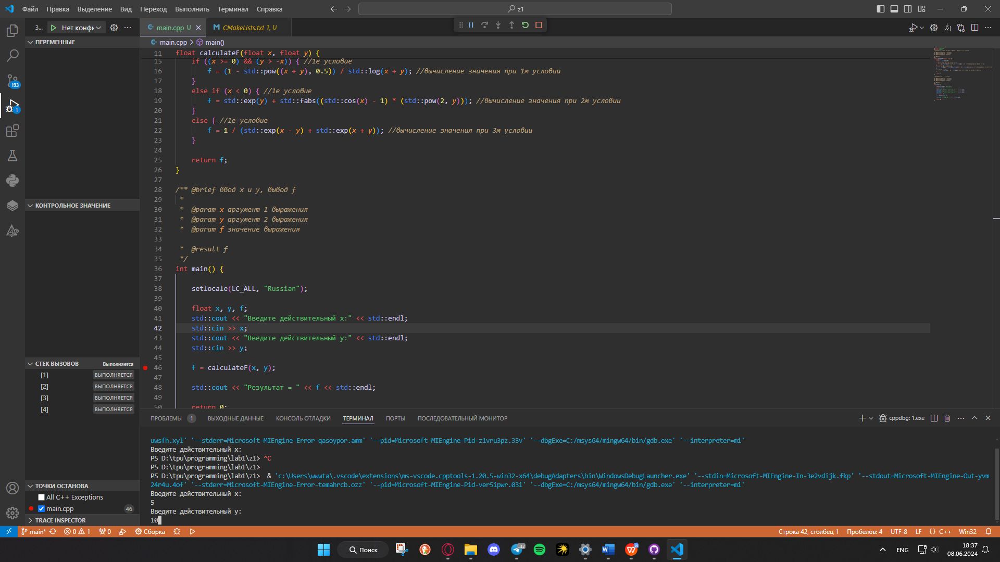 Файл Правка Выделение Вид Переход Выполнить Терминал Справка
z1
З... Нет конфи
main.cpp U
CMakeLists.txt 1, U
ПЕРЕМЕННЫЕ
main.cpp > main()
11 float calculateF(float x, float y) {
15 if ((x >= 0) && (y > -x)) { //1е условие
16 f = (1 - std::pow((x + y), 0.5)) / std::log(x + y); //вычисление значения при 1м условии
17 }
18 else if (x < 0) { //1е условие
19 f = std::exp(y) + std::fabs((std::cos(x) - 1) * (std::pow(2, y))); //вычисление значения при 2м условии
20 }
21 else { //1е условие
22 f = 1 / (std::exp(x - y) + std::exp(x + y)); //вычисление значения при 3м условии
23 }
24
25 return f;
26 }
27
28 /** @brief ввод x и y, вывод f
29 *
30 * @param x аргумент 1 выражения
31 * @param y аргумент 2 выражения
32 * @param f значение выражения
33
34 * @result f
35 */
36 int main() {
37
38 setlocale(LC_ALL, "Russian");
39
40 float x, y, f;
41 std::cout << "Введите действительный x:" << std::endl;
42 std::cin >> x;
43 std::cout << "Введите действительный y:" << std::endl;
44 std::cin >> y;
45
46 f = calculateF(x, y);
47
48 std::cout << "Результат = " << f << std::endl;
49
50 return 0;
193
1
КОНТРОЛЬНОЕ ЗНАЧЕНИЕ
СТЕК ВЫЗОВОВ Выполняется
[1] ВЫПОЛНЯЕТСЯ
[2] ВЫПОЛНЯЕТСЯ
[3] ВЫПОЛНЯЕТСЯ
[4] ВЫПОЛНЯЕТСЯ
ТОЧКИ ОСТАНОВА
All C++ Exceptions
main.cpp 46
TRACE INSPECTOR
ПРОБЛЕМЫ 1 ВЫХОДНЫЕ ДАННЫЕ КОНСОЛЬ ОТЛАДКИ ТЕРМИНАЛ ПОРТЫ ПОСЛЕДОВАТЕЛЬНЫЙ МОНИТОР
cppdbg: 1.exe
uwsfh.xyl' '--stderr=Microsoft-MIEngine-Error-qasoypor.amm' '--pid=Microsoft-MIEngine-Pid-z1vru3pz.33v' '--dbgExe=C:/msys64/mingw64/bin/gdb.exe' '--interpreter=mi'
Введите действительный x:
PS D:\tpu\programming\lab1\z1> ^C
PS D:\tpu\programming\lab1\z1>
PS D:\tpu\programming\lab1\z1> & 'c:\Users\wwwta\.vscode\extensions\ms-vscode.cpptools-1.20.5-win32-x64\debugAdapters\bin\WindowsDebugLauncher.exe' '--stdin=Microsoft-MIEngine-In-3e2vdijk.fkp' '--stdout=Microsoft-MIEngine-Out-yvm
24r4u.4of' '--stderr=Microsoft-MIEngine-Error-temahrcb.ozz' '--pid=Microsoft-MIEngine-Pid-ver5ipwr.03i' '--dbgExe=C:/msys64/mingw64/bin/gdb.exe' '--interpreter=mi'
Введите действительный x:
5
Введите действительный y:
10
main* 0 1 0 Сборка
Строка 42, столбец 1 Пробелов: 4 UTF-8 LF {} C++ Win32
Поиск
32
ENG
18:37
08.06.2024